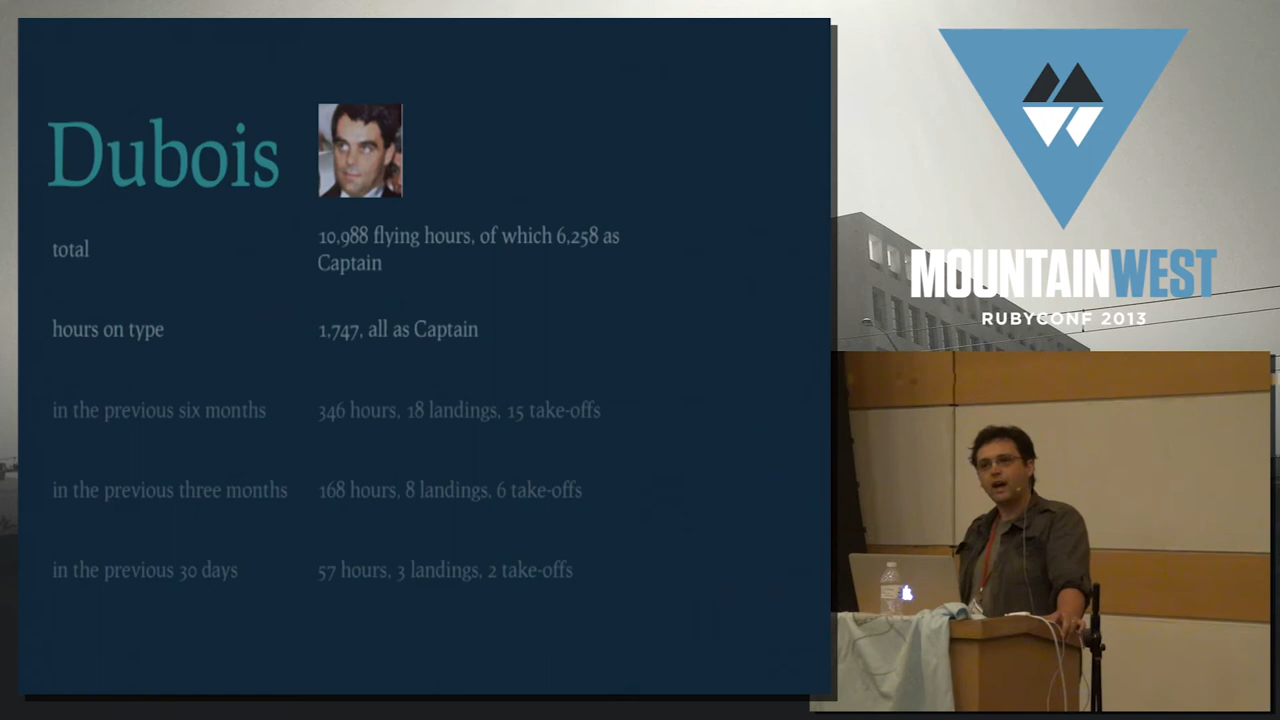 Dubois
total
10,988 flying hours, of which 6,258 as
Captain
hours on type
1,747, all as Captain
in the previous six months
346 hours, 18 landings, 15 take-offs
in the previous three months
168 hours, 8 landings, 6 take-offs
in the previous 30 days
57 hours, 3 landings, 2 take-offs
MOUNTAINWEST
RUBYCONF 2013